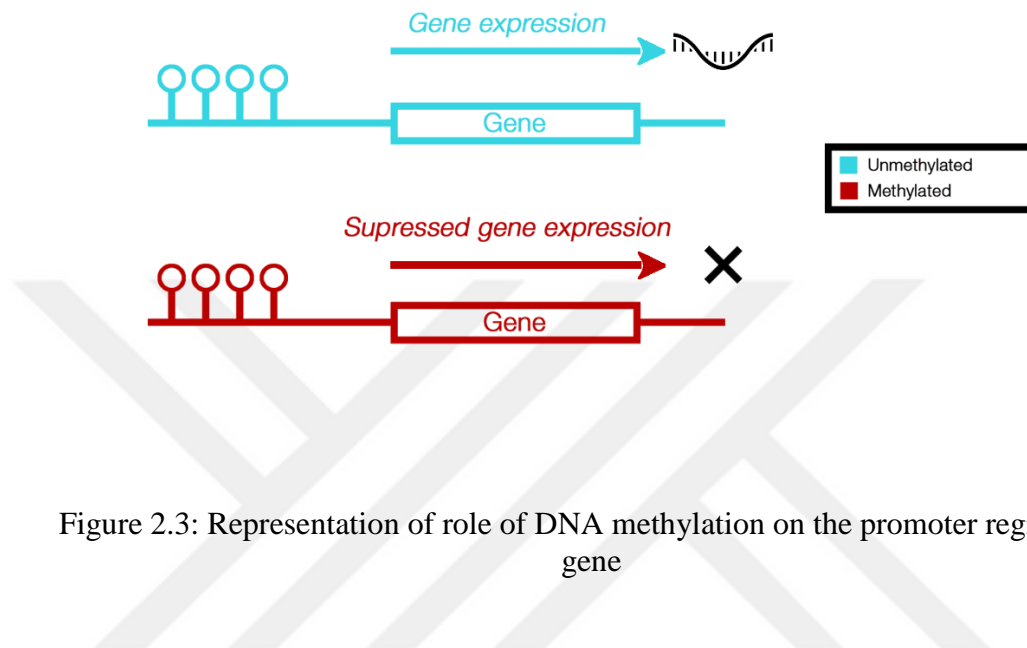 Gene expression
Gene
Unmethylated
Methylated
Supressed gene expression
Gene
Figure 2.3: Representation of role of DNA methylation on the promoter reg
gene